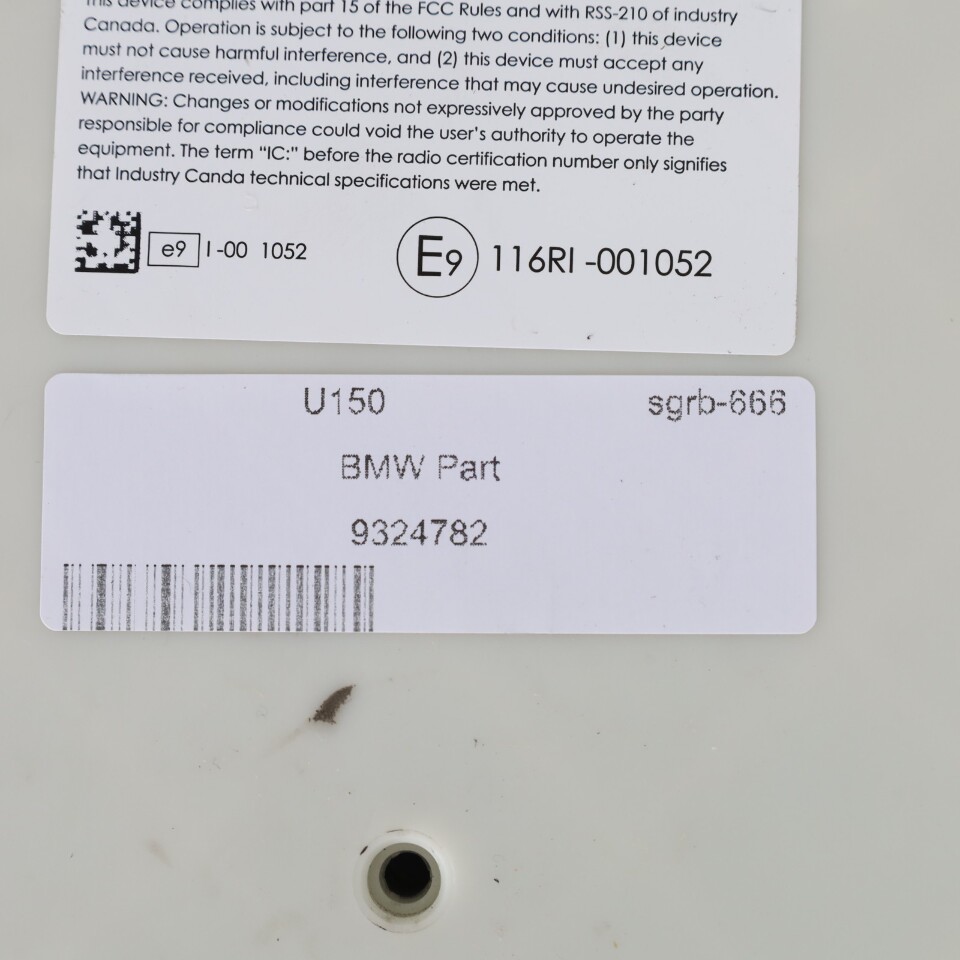 This device complies with part 15 of the FCC Rules and with RSS-210 of industry
Canada. Operation is subject to the following two conditions: (1) this device
must not cause harmful interference, and (2) this device must accept any
interference received, including interference that may cause undesired operation.
WARNING: Changes or modifications not expressively approved by the party
responsible for compliance could void the user's authority to operate the
equipment. The term "IC:" before the radio certification number only signifies
that Industry Canda technical specifications were met.
e9 I-00 1052 E9 116RI -001052
U150 sgrb-666
BMW Part
9324782